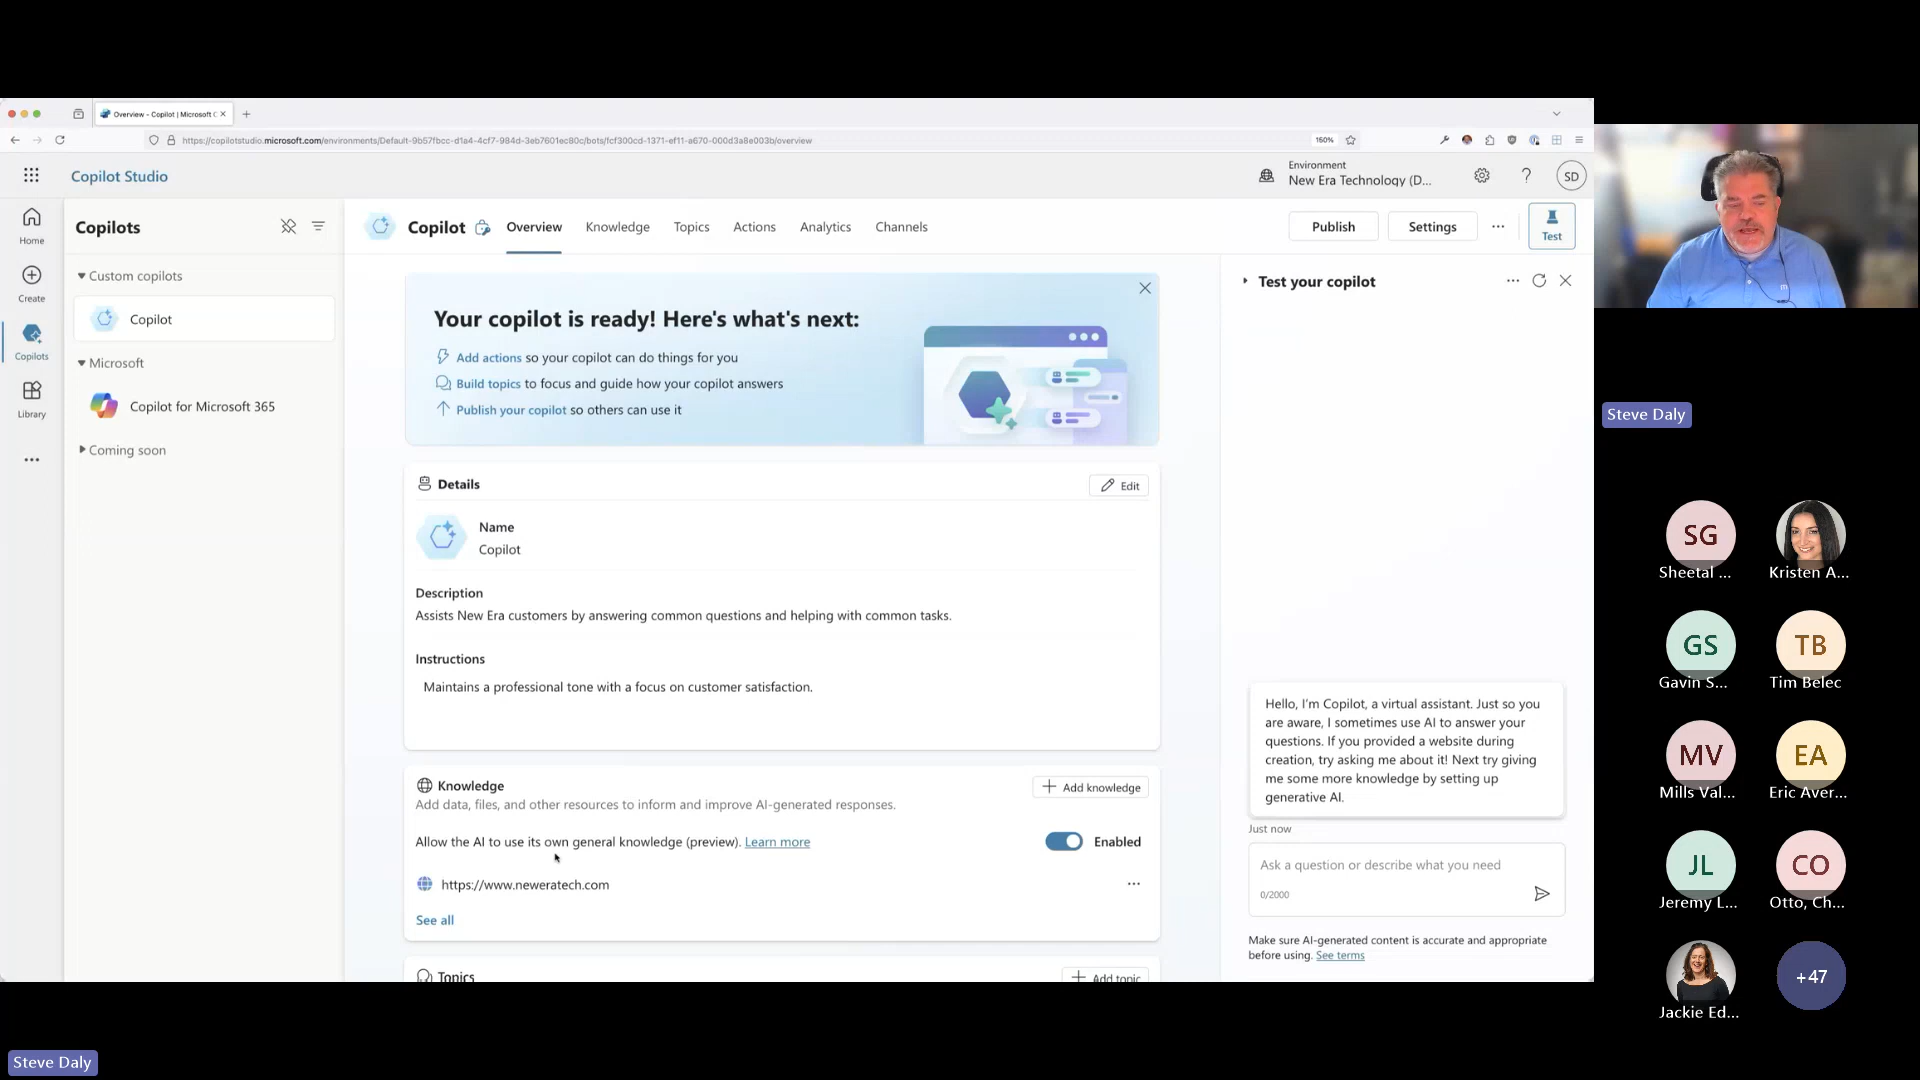 Overview - Copilot | Microsoft C
https://copilotstudio.microsoft.com/environments/Default-9b57fbcc-d1a4-4cf7-984d-3eb7601ec80c/bots/fcf300cd-1371-ef11-a670-000d3a8e003b/overview
150%
Copilot Studio
Environment
New Era Technology (D...
SD
Home
Create
Copilots
Library
Copilots
Custom copilots
Copilot
Microsoft
Copilot for Microsoft 365
Coming soon
Copilot Overview Knowledge Topics Actions Analytics Channels
Publish Settings ... Test
Your copilot is ready! Here's what's next:
Add actions so your copilot can do things for you
Build topics to focus and guide how your copilot answers
Publish your copilot so others can use it
Details
Edit
Name
Copilot
Description
Assists New Era customers by answering common questions and helping with common tasks.
Instructions
Maintains a professional tone with a focus on customer satisfaction.
Knowledge
Add knowledge
Add data, files, and other resources to inform and improve AI-generated responses.
Allow the AI to use its own general knowledge (preview). Learn more
Enabled
https://www.neweratech.com
See all
Topics
Add topic
Test your copilot
Hello, I'm Copilot, a virtual assistant. Just so you
are aware, I sometimes use AI to answer your
questions. If you provided a website during
creation, try asking me about it! Next try giving
me some more knowledge by setting up
generative AI.
Just now
Ask a question or describe what you need
0/2000
Make sure AI-generated content is accurate and appropriate
before using. See terms
Steve Daly
SG
Sheetal ...
Kristen A...
GS
Gavin S...
TB
Tim Belec
MV
Mills Val...
EA
Eric Aver...
JL
Jeremy L...
CO
Otto, Ch...
Jackie Ed...
+47
Steve Daly